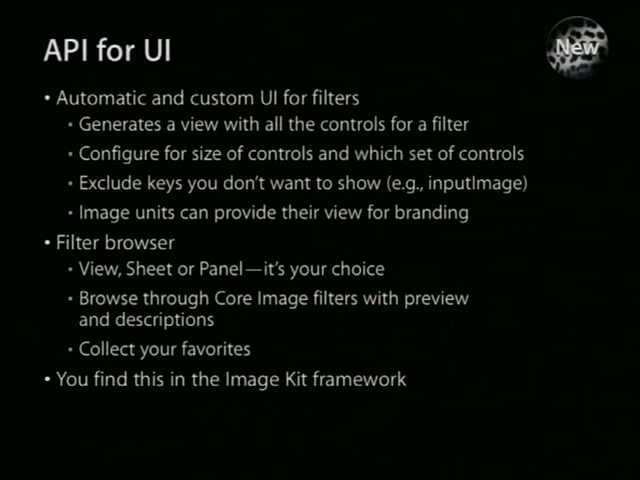 API for UI
New
• Automatic and custom UI for filters
▪ Generates a view with all the controls for a filter
▪ Configure for size of controls and which set of controls
▪ Exclude keys you don’t want to show (e.g., inputImage)
▪ Image units can provide their view for branding
• Filter browser
▪ View, Sheet or Panel—it’s your choice
▪ Browse through Core Image filters with preview
and descriptions
▪ Collect your favorites
• You find this in the Image Kit framework